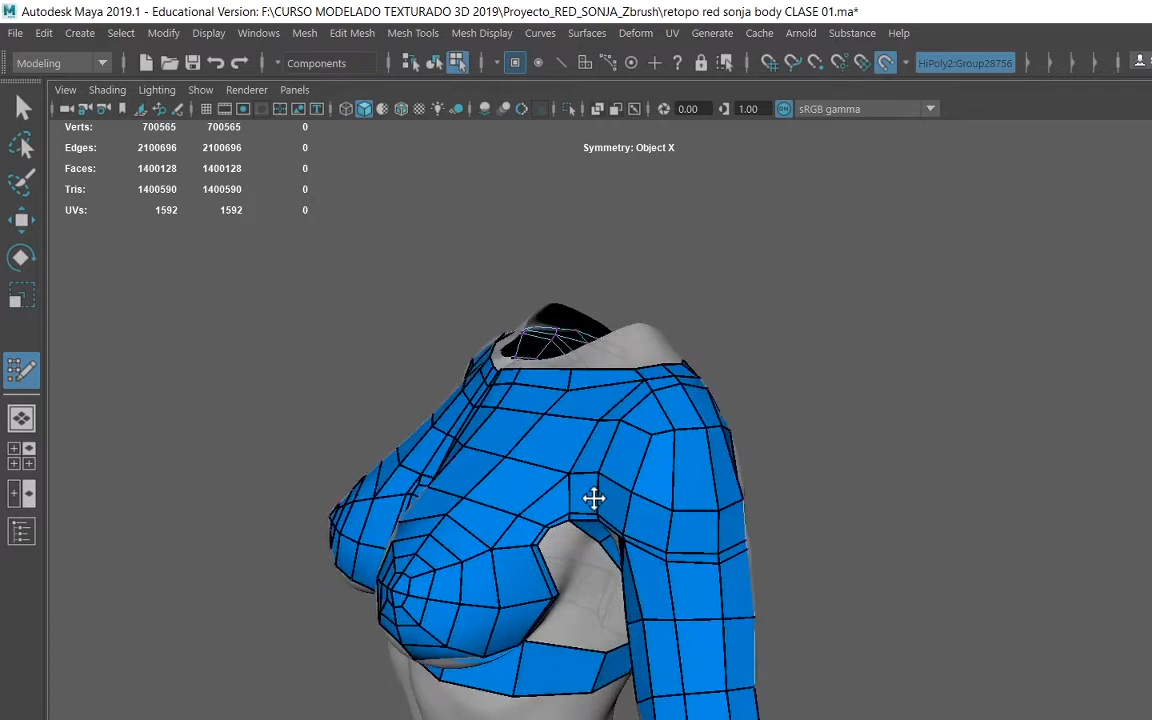 Autodesk Maya 2019.1 - Educational Version: F:\CURSO MODELADO TEXTURADO 3D 2019\Proyecto_RED_SONJA_Zbrush\retopo red sonja body CLASE 01.ma*
File Edit Create Select Modify Display Windows Mesh Edit Mesh Mesh Tools Mesh Display Curves Surfaces Deform UV Generate Cache Arnold Substance Help
Modeling Components HiPoly2:Group28756
View Shading Lighting Show Renderer Panels
0.00 1.00 sRGB gamma
Verts: 700565 700565 0
Edges: 2100696 2100696 0
Symmetry: Object X
Faces: 1400128 1400128 0
Tris: 1400590 1400590 0
UVs: 1592 1592 0